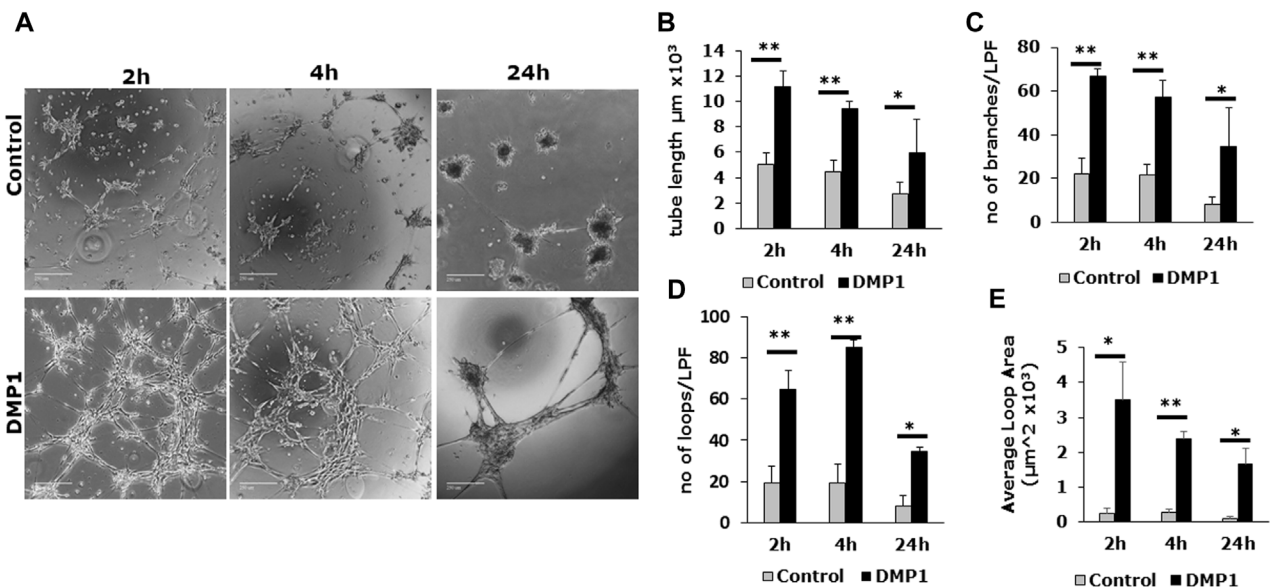 A
2h
4h
24h
Control
DMP1
B
tube length µm x10³
14
12
10
8
6
4
2
0
**
**
*
2h
4h
24h
Control
DMP1
C
no of branches/LPF
80
60
40
20
0
**
**
*
2h
4h
24h
Control
DMP1
D
no of loops/LPF
100
80
60
40
20
0
**
**
*
2h
4h
24h
Control
DMP1
E
Average Loop Area
(µm^2 x10³)
5
4
3
2
1
0
*
**
*
2h
4h
24h
Control
DMP1